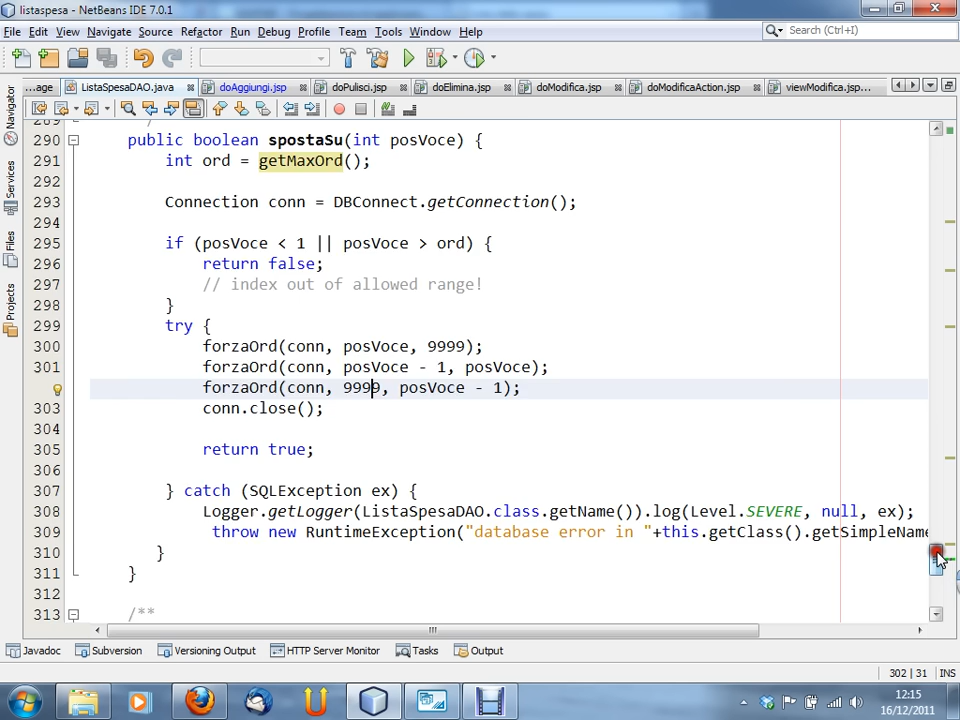 listaspesa - NetBeans IDE 7.0.1
File Edit View Navigate Source Refactor Run Debug Profile Team Tools Window Help
Search (Ctrl+I)
...age ListaSpesaDAO.java doAggiungi.jsp doPulisci.jsp doElimina.jsp doModifica.jsp doModificaAction.jsp viewModifica.jsp...
Navigator
Services
Files
Projects
289 */
290 public boolean spostaSu(int posVoce) {
291 int ord = getMaxOrd();
292
293 Connection conn = DBConnect.getConnection();
294
295 if (posVoce < 1 || posVoce > ord) {
296 return false;
297 // index out of allowed range!
298 }
299 try {
300 forzaOrd(conn, posVoce, 9999);
301 forzaOrd(conn, posVoce - 1, posVoce);
forzaOrd(conn, 9999, posVoce - 1);
303 conn.close();
304
305 return true;
306
307 } catch (SQLException ex) {
308 Logger.getLogger(ListaSpesaDAO.class.getName()).log(Level.SEVERE, null, ex);
309 throw new RuntimeException("database error in "+this.getClass().getSimpleName
310 }
311 }
312
313 /**
Javadoc Subversion Versioning Output HTTP Server Monitor Tasks Output
302 | 31 INS
12:15
16/12/2011